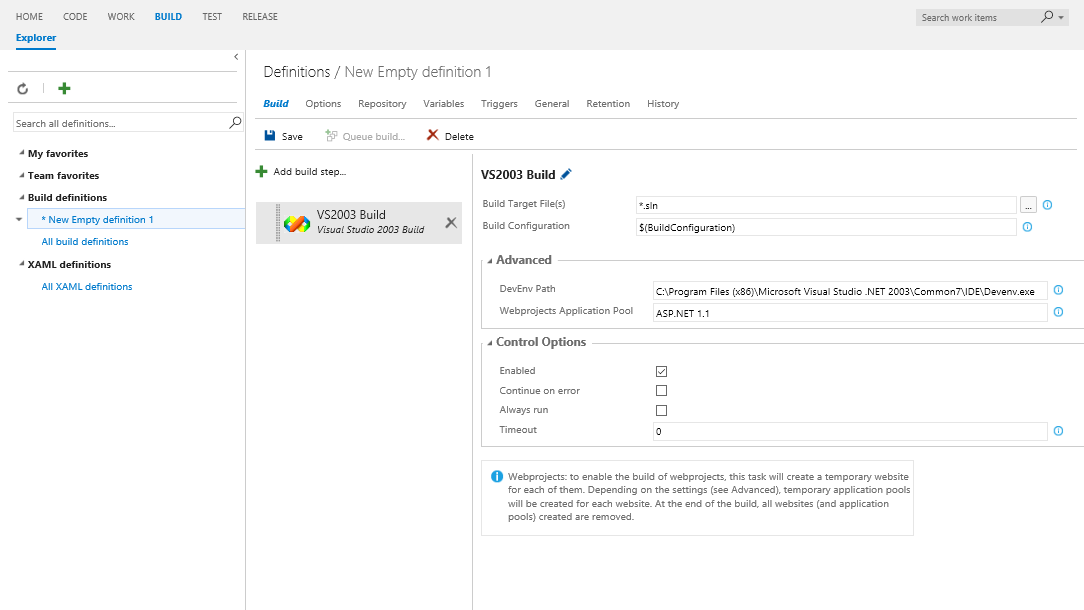 HOME CODE WORK BUILD TEST RELEASE Search work items
Explorer
Definitions / New Empty definition 1
Build Options Repository Variables Triggers General Retention History
Save Queue build... Delete
Search all definitions...
My favorites
Team favorites
Build definitions
* New Empty definition 1
All build definitions
XAML definitions
All XAML definitions
Add build step...
VS2003 Build
Visual Studio 2003 Build
VS2003 Build
Build Target File(s) *.sln ...
Build Configuration $(BuildConfiguration)
Advanced
DevEnv Path C:\Program Files (x86)\Microsoft Visual Studio .NET 2003\Common7\IDE\Devenv.exe
Webprojects Application Pool ASP.NET 1.1
Control Options
Enabled
Continue on error
Always run
Timeout 0
Webprojects: to enable the build of webprojects, this task will create a temporary website
for each of them. Depending on the settings (see Advanced), temporary application pools
will be created for each website. At the end of the build, all websites (and application
pools) created are removed.